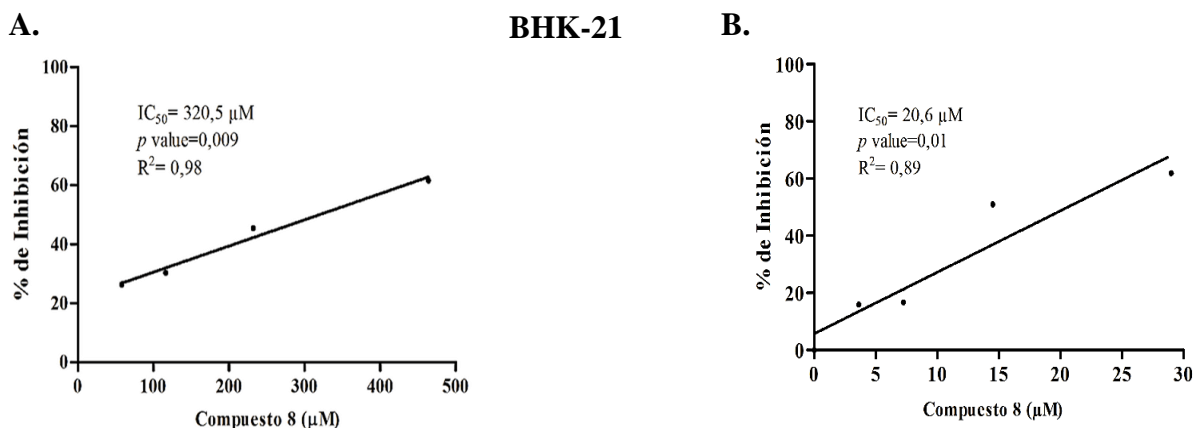 A.
BHK-21
B.
100
80
60
40
20
0
% de Inhibición
IC50= 320,5 µM
p value=0,009
R2= 0,98
0 100 200 300 400 500
Compuesto 8 (µM)
100
80
60
40
20
0
% de Inhibición
IC50= 20,6 µM
p value=0,01
R2= 0,89
0 5 10 15 20 25 30
Compuesto 8 (µM)